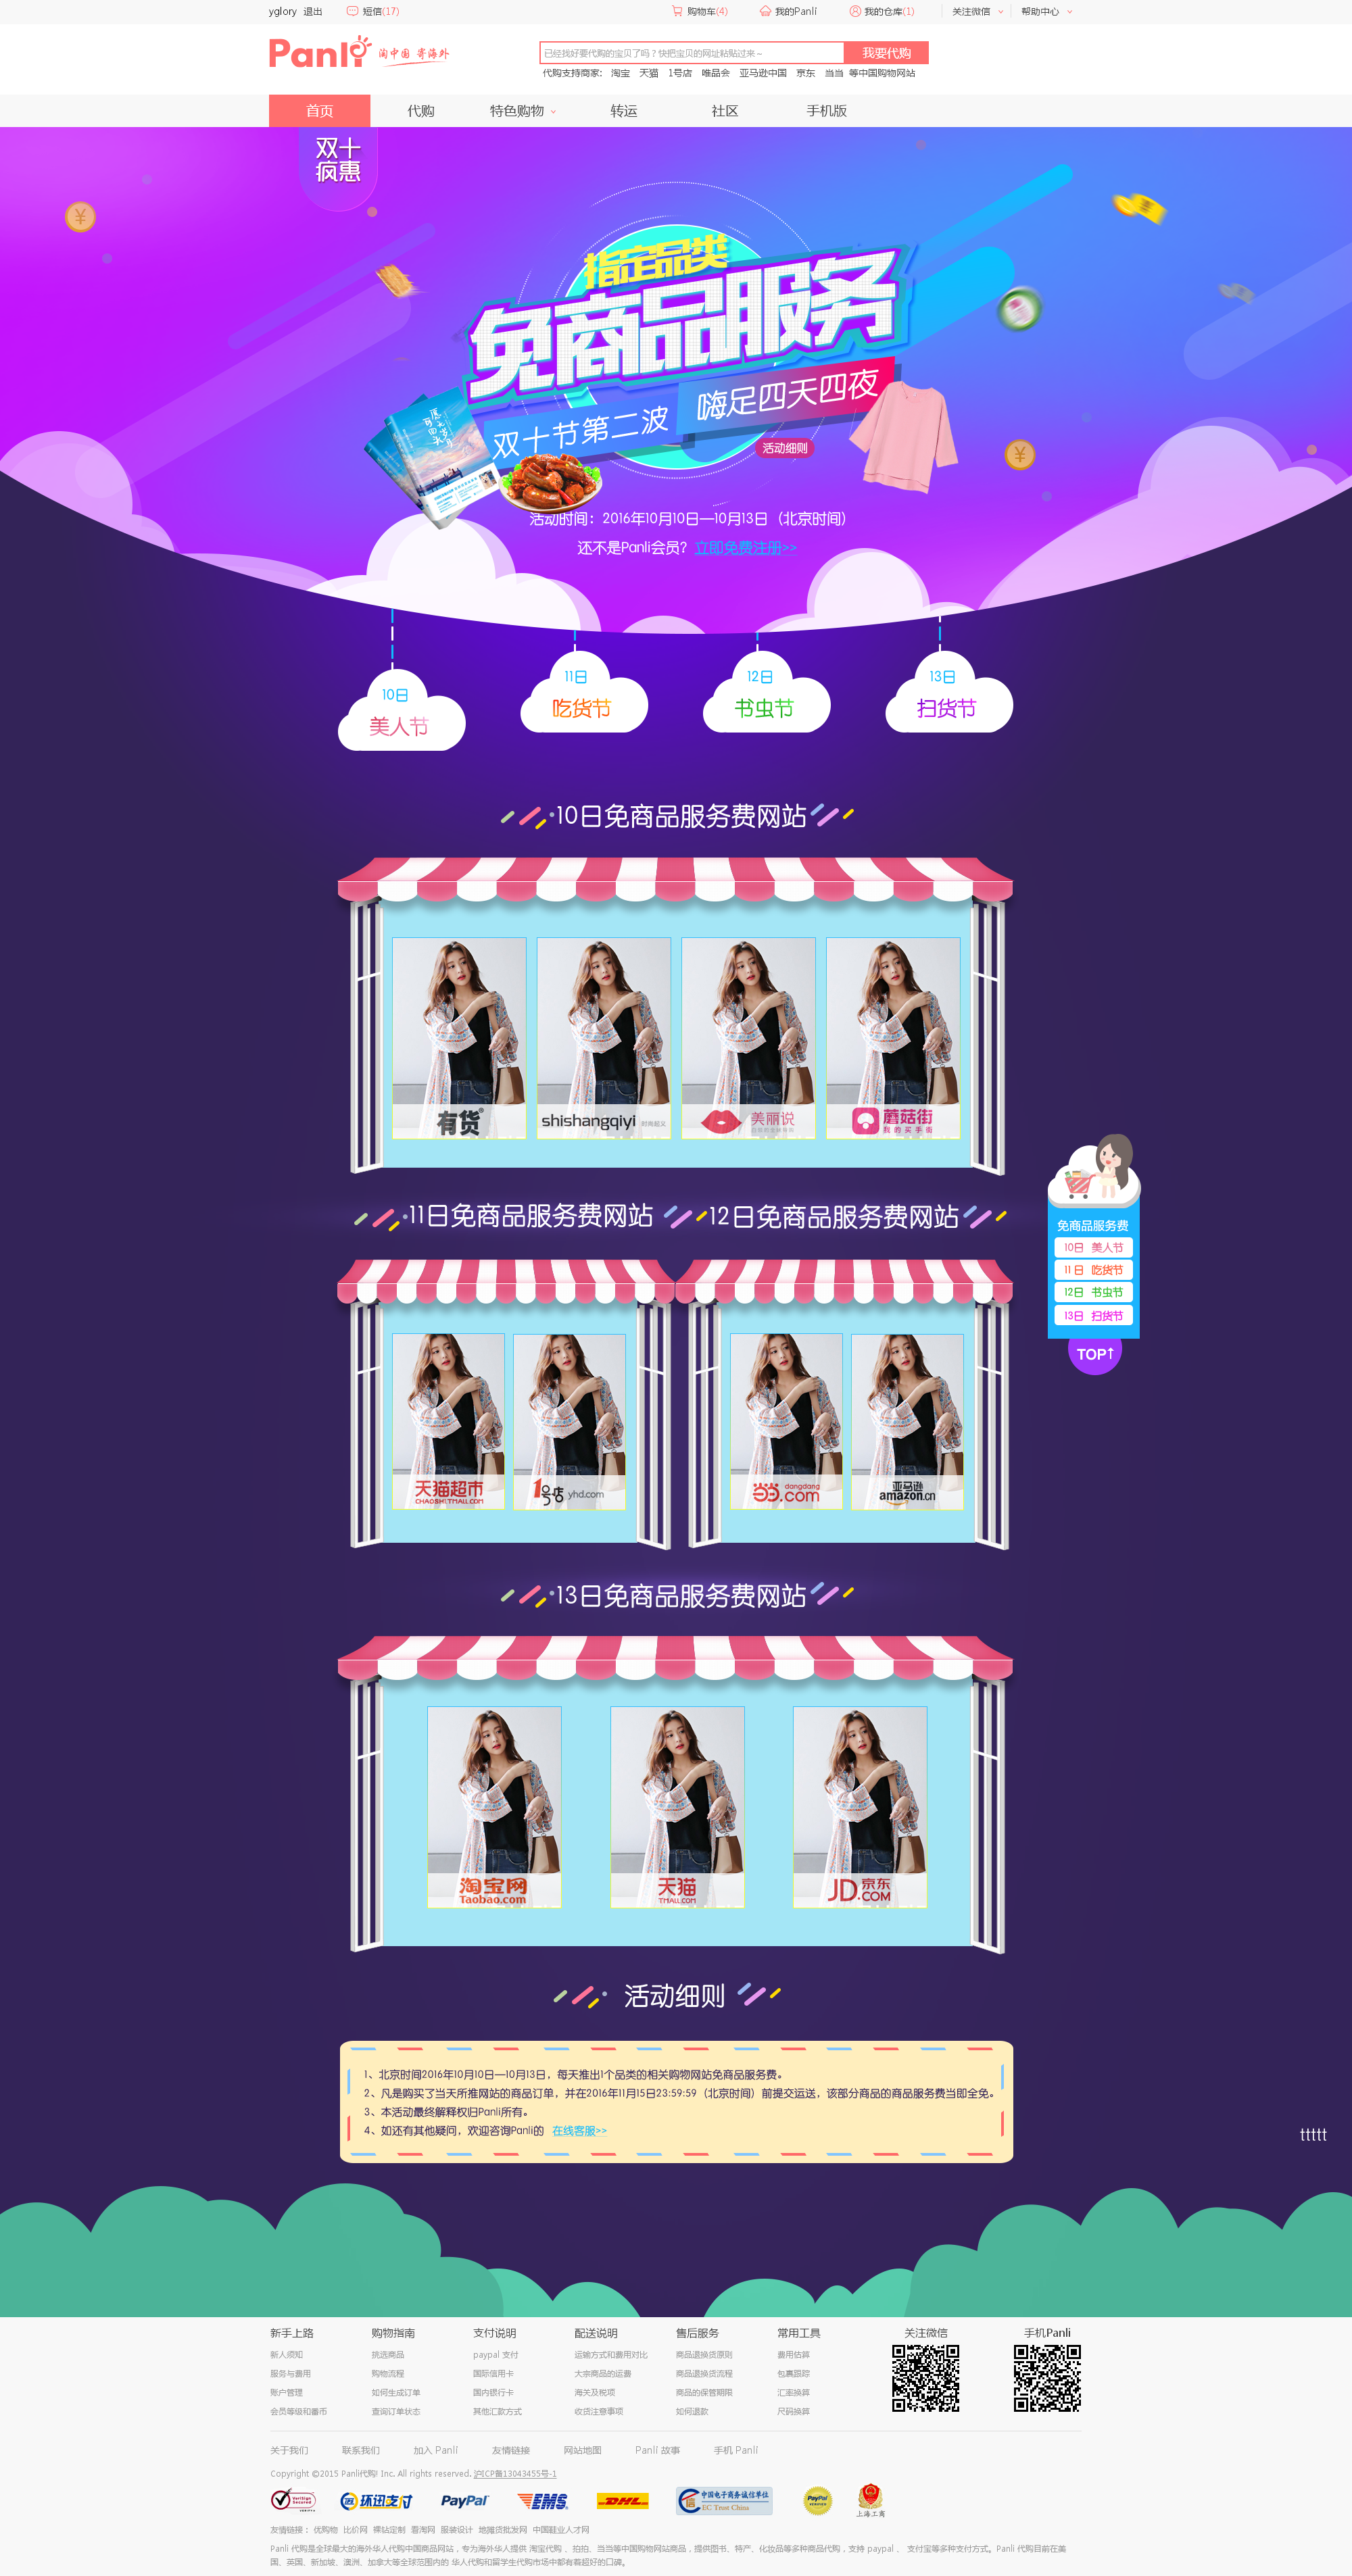 yglory 退出 短信(17) 购物车(4) 我的Panli 我的仓库(1) 关注微信 帮助中心
Panli 淘中国 寄海外
已经找好要代购的宝贝了吗？快把宝贝的网址粘贴过来～ 我要代购
代购支持商家: 淘宝 天猫 1号店 唯品会 亚马逊中国 京东 当当 等中国购物网站
首页 代购 特色购物 转运 社区 手机版
双十
疯惠
指定品类
免商品服务
双十节第二波 嗨足四天四夜
活动细则
活动时间：2016年10月10日—10月13日（北京时间）
还不是Panli会员？立即免费注册>>
10日 11日 12日 13日
美人节 吃货节 书虫节 扫货节
10日免商品服务费网站
有货 shishangqiyi 时尚起义 美丽说 蘑菇街 我的买手街
11日免商品服务费网站 12日免商品服务费网站
免商品服务费
10日 美人节
11日 吃货节
12日 书虫节
13日 扫货节
TOP↑
天猫超市 CHAOSHI.TMALL.COM 1号店 yhd.com 当当.com dangdang 亚马逊 amazon.cn
13日免商品服务费网站
淘宝网 Taobao.com 天猫 TMALL.COM JD京东.COM
活动细则
1、北京时间2016年10月10日—10月13日，每天推出1个品类的相关购物网站免商品服务费。
2、凡是购买了当天所推网站的商品订单，并在2016年11月15日23:59:59（北京时间）前提交运送，该部分商品的商品服务费当即全免。
3、本活动最终解释权归Panli所有。
4、如还有其他疑问，欢迎咨询Panli的 在线客服>>
ttttt
新手上路 购物指南 支付说明 配送说明 售后服务 常用工具 关注微信 手机Panli
新人须知 挑选商品 paypal 支付 运输方式和费用对比 商品退换货原则 费用估算
服务与费用 购物流程 国际信用卡 大宗商品的运费 商品退换货流程 包裹跟踪
账户管理 如何生成订单 国内银行卡 海关及税项 商品的保管期限 汇率换算
会员等级和番币 查询订单状态 其他汇款方式 收货注意事项 如何退款 尺码换算
关于我们 联系我们 加入 Panli 友情链接 网站地图 Panli 故事 手机 Panli
Copyright ©2015 Panli代购! Inc. All rights reserved. 沪ICP备13043455号-1
VeriSign Secured 环迅支付 PayPal EMS DHL 中国电子商务诚信单位 EC Trust China PayPal VERIFIED 上海工商
友情链接： 优购物 比价网 裸钻定制 看淘网 服装设计 地摊货批发网 中国鞋业人才网
Panli 代购是全球最大的海外华人代购中国商品网站，专为海外华人提供 淘宝代购 、拍拍、当当等中国购物网站商品，提供图书、特产、化妆品等多种商品代购，支持 paypal 、 支付宝等多种支付方式。Panli 代购目前在美
国、英国、新加坡、澳洲、加拿大等全球范围内的 华人代购和留学生代购市场中都有着超好的口碑。